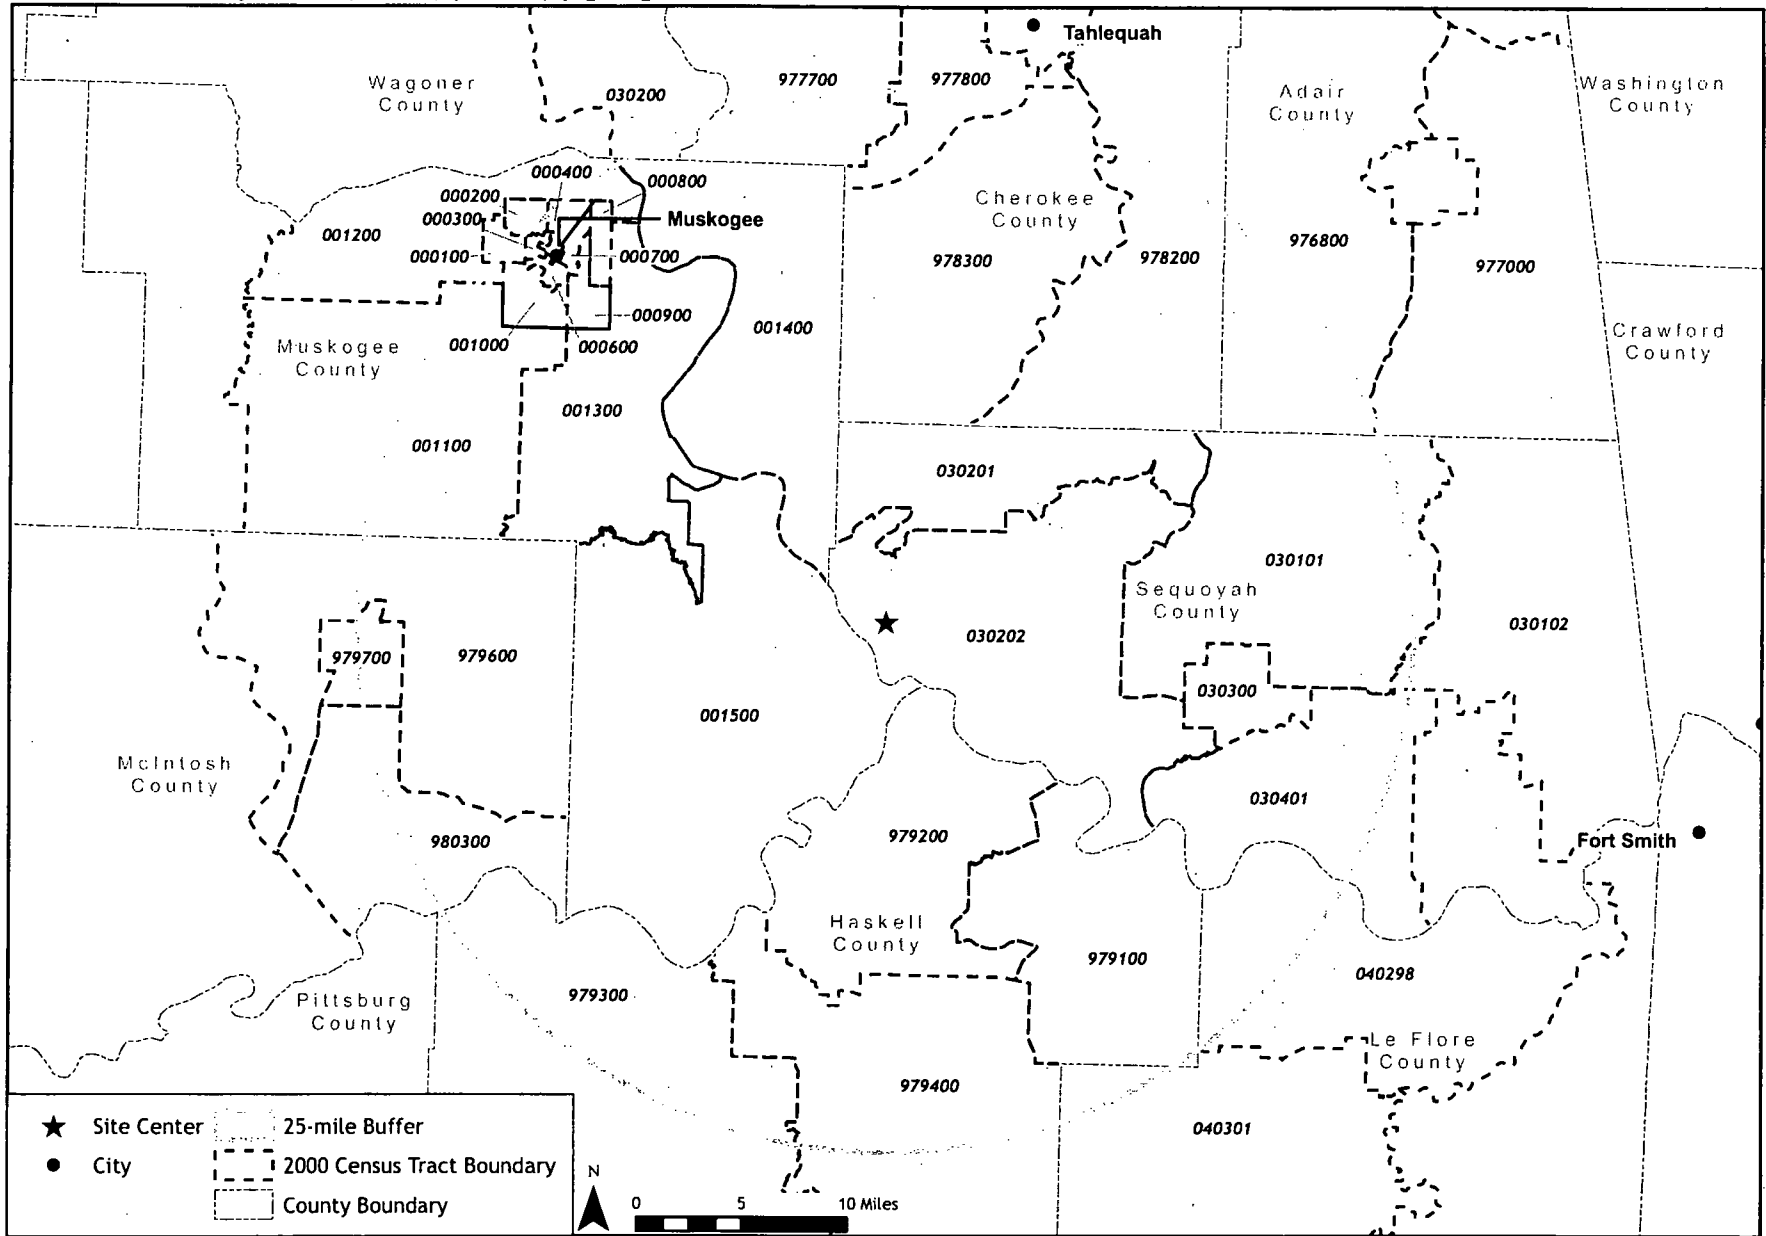 Tahlequah
Wagoner
County
030200
977700
977800
Adair
County
Washington
County
000400
000800
000200
000300
Muskogee
001200
000100
000700
Cherokee
County
978300
978200
976800
977000
000900
001400
001000
000600
Muskogee
County
Crawford
County
001300
001100
030201
030101
Sequoyah
County
030102
030202
979700
979600
030300
001500
McIntosh
County
030401
979200
980300
Fort Smith
Haskell
County
979100
040298
979300
Pittsburg
County
Le Flore
County
979400
040301
Site Center
25-mile Buffer
City
2000 Census Tract Boundary
County Boundary
N
0 5 10 Miles